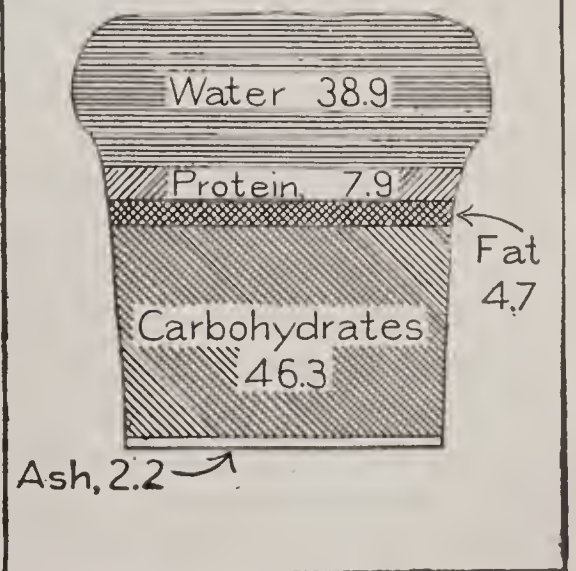 Water 38.9
Protein, 7.9
Fat
4.7
Carbohydrates
46.3
Ash, 2.2